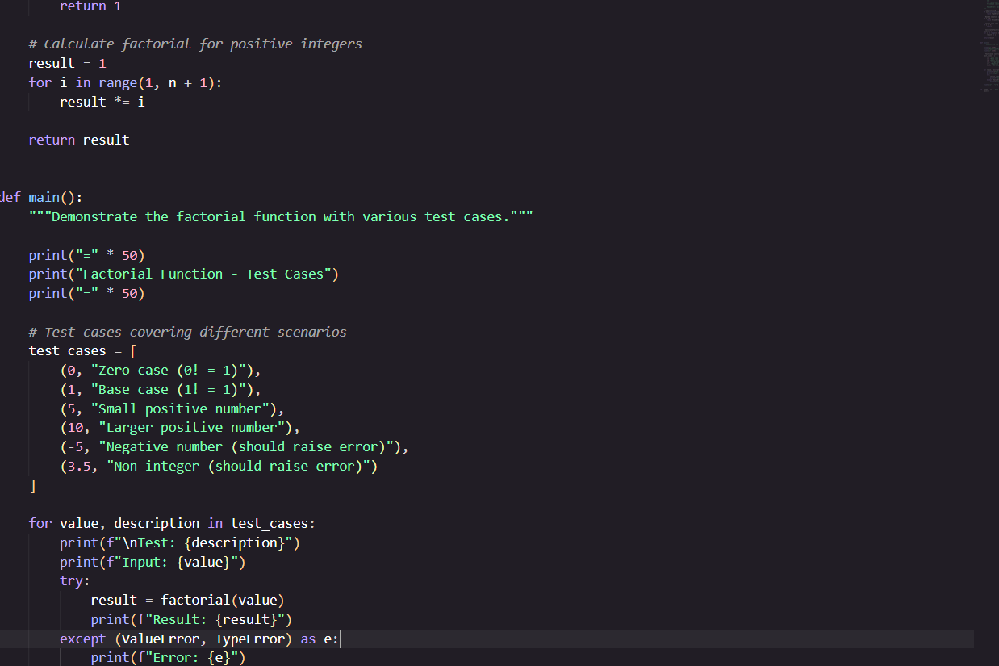 return 1

    # Calculate factorial for positive integers
    result = 1
    for i in range(1, n + 1):
        result *= i

    return result


def main():
    """Demonstrate the factorial function with various test cases."""

    print("=" * 50)
    print("Factorial Function - Test Cases")
    print("=" * 50)

    # Test cases covering different scenarios
    test_cases = [
        (0, "Zero case (0! = 1)"),
        (1, "Base case (1! = 1)"),
        (5, "Small positive number"),
        (10, "Larger positive number"),
        (-5, "Negative number (should raise error)"),
        (3.5, "Non-integer (should raise error)")
    ]

    for value, description in test_cases:
        print(f"\nTest: {description}")
        print(f"Input: {value}")
        try:
            result = factorial(value)
            print(f"Result: {result}")
        except (ValueError, TypeError) as e:
            print(f"Error: {e}")